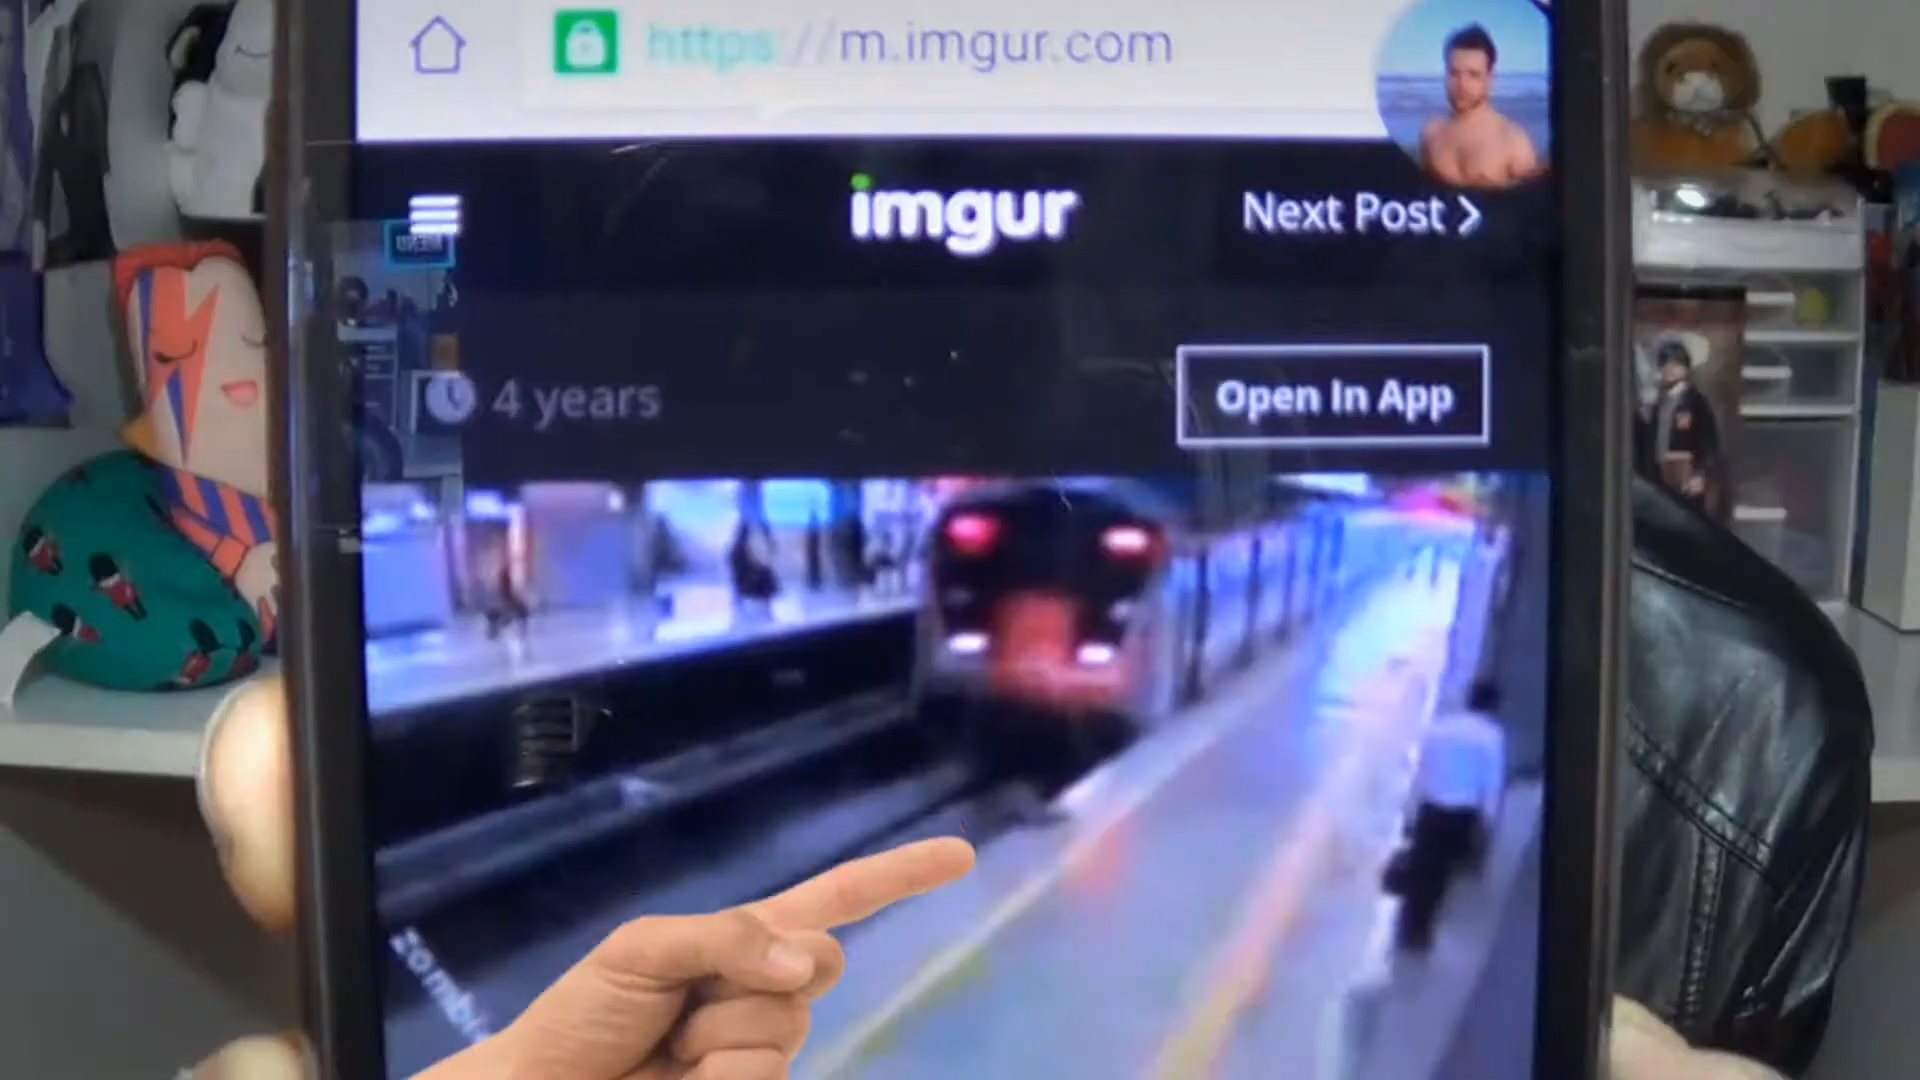 https://m.imgur.com
imgur
Next Post
4 years
Open In App